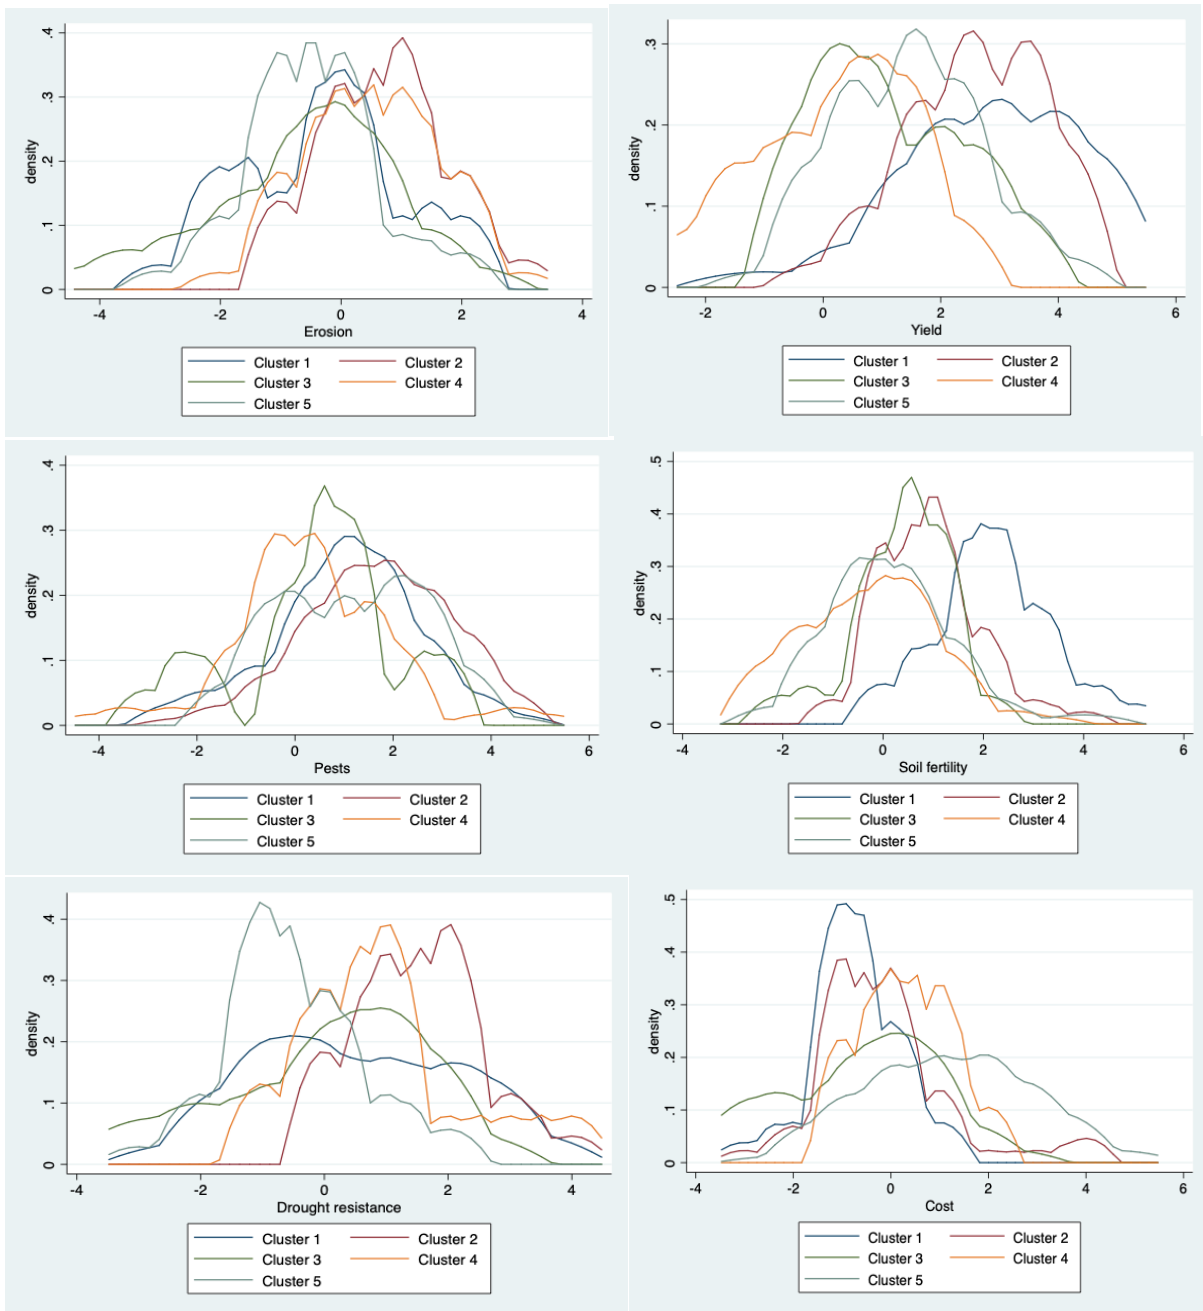 density
.4
.3
.2
.1
0
-4
-2
0
2
4
Erosion
Cluster 1
Cluster 2
Cluster 3
Cluster 4
Cluster 5
density
.3
.2
.1
0
-2
0
2
4
6
Yield
Cluster 1
Cluster 2
Cluster 3
Cluster 4
Cluster 5
density
.4
.3
.2
.1
0
-4
-2
0
2
4
6
Pests
Cluster 1
Cluster 2
Cluster 3
Cluster 4
Cluster 5
density
.5
.4
.3
.2
.1
0
-4
-2
0
2
4
6
Soil fertility
Cluster 1
Cluster 2
Cluster 3
Cluster 4
Cluster 5
density
.4
.3
.2
.1
0
-4
-2
0
2
4
Drought resistance
Cluster 1
Cluster 2
Cluster 3
Cluster 4
Cluster 5
density
.5
.4
.3
.2
.1
0
-4
-2
0
2
4
6
Cost
Cluster 1
Cluster 2
Cluster 3
Cluster 4
Cluster 5